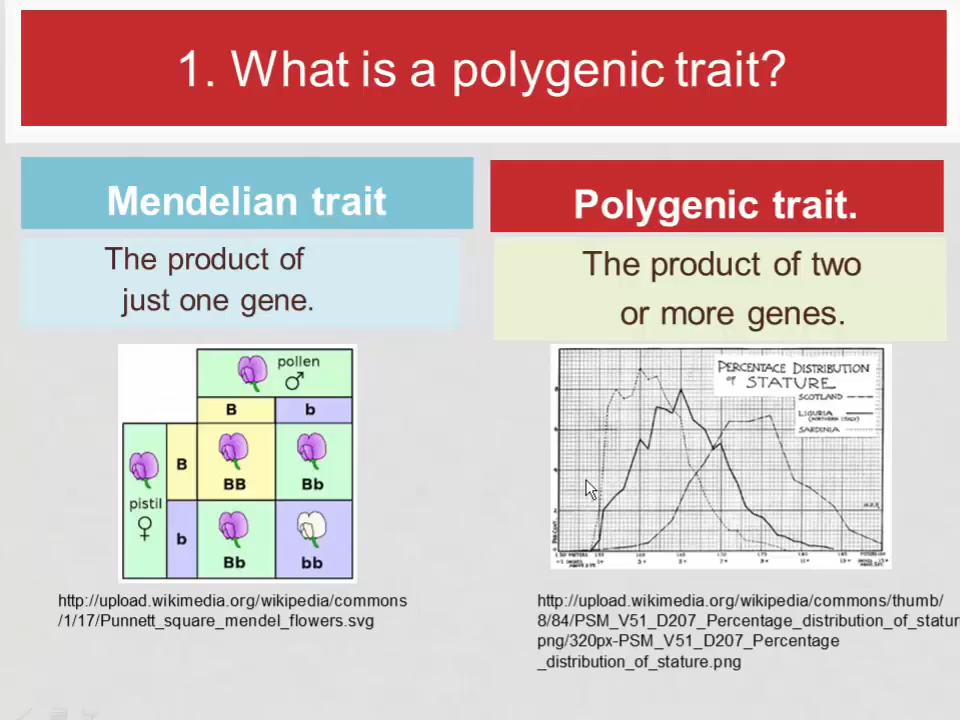 1. What is a polygenic trait?
Mendelian trait
The product of
just one gene.
Polygenic trait.
The product of two
or more genes.
pollen
♂
B
b
pistil
♀
B
BB
Bb
b
Bb
bb
PERCENTAGE DISTRIBUTION
of STATURE
SCOTLAND
LIGURIA
(NORTHERN ITALY)
SARDINIA
http://upload.wikimedia.org/wikipedia/commons
/1/17/Punnett_square_mendel_flowers.svg
http://upload.wikimedia.org/wikipedia/commons/thumb/
8/84/PSM_V51_D207_Percentage_distribution_of_statur
png/320px-PSM_V51_D207_Percentage
_distribution_of_stature.png